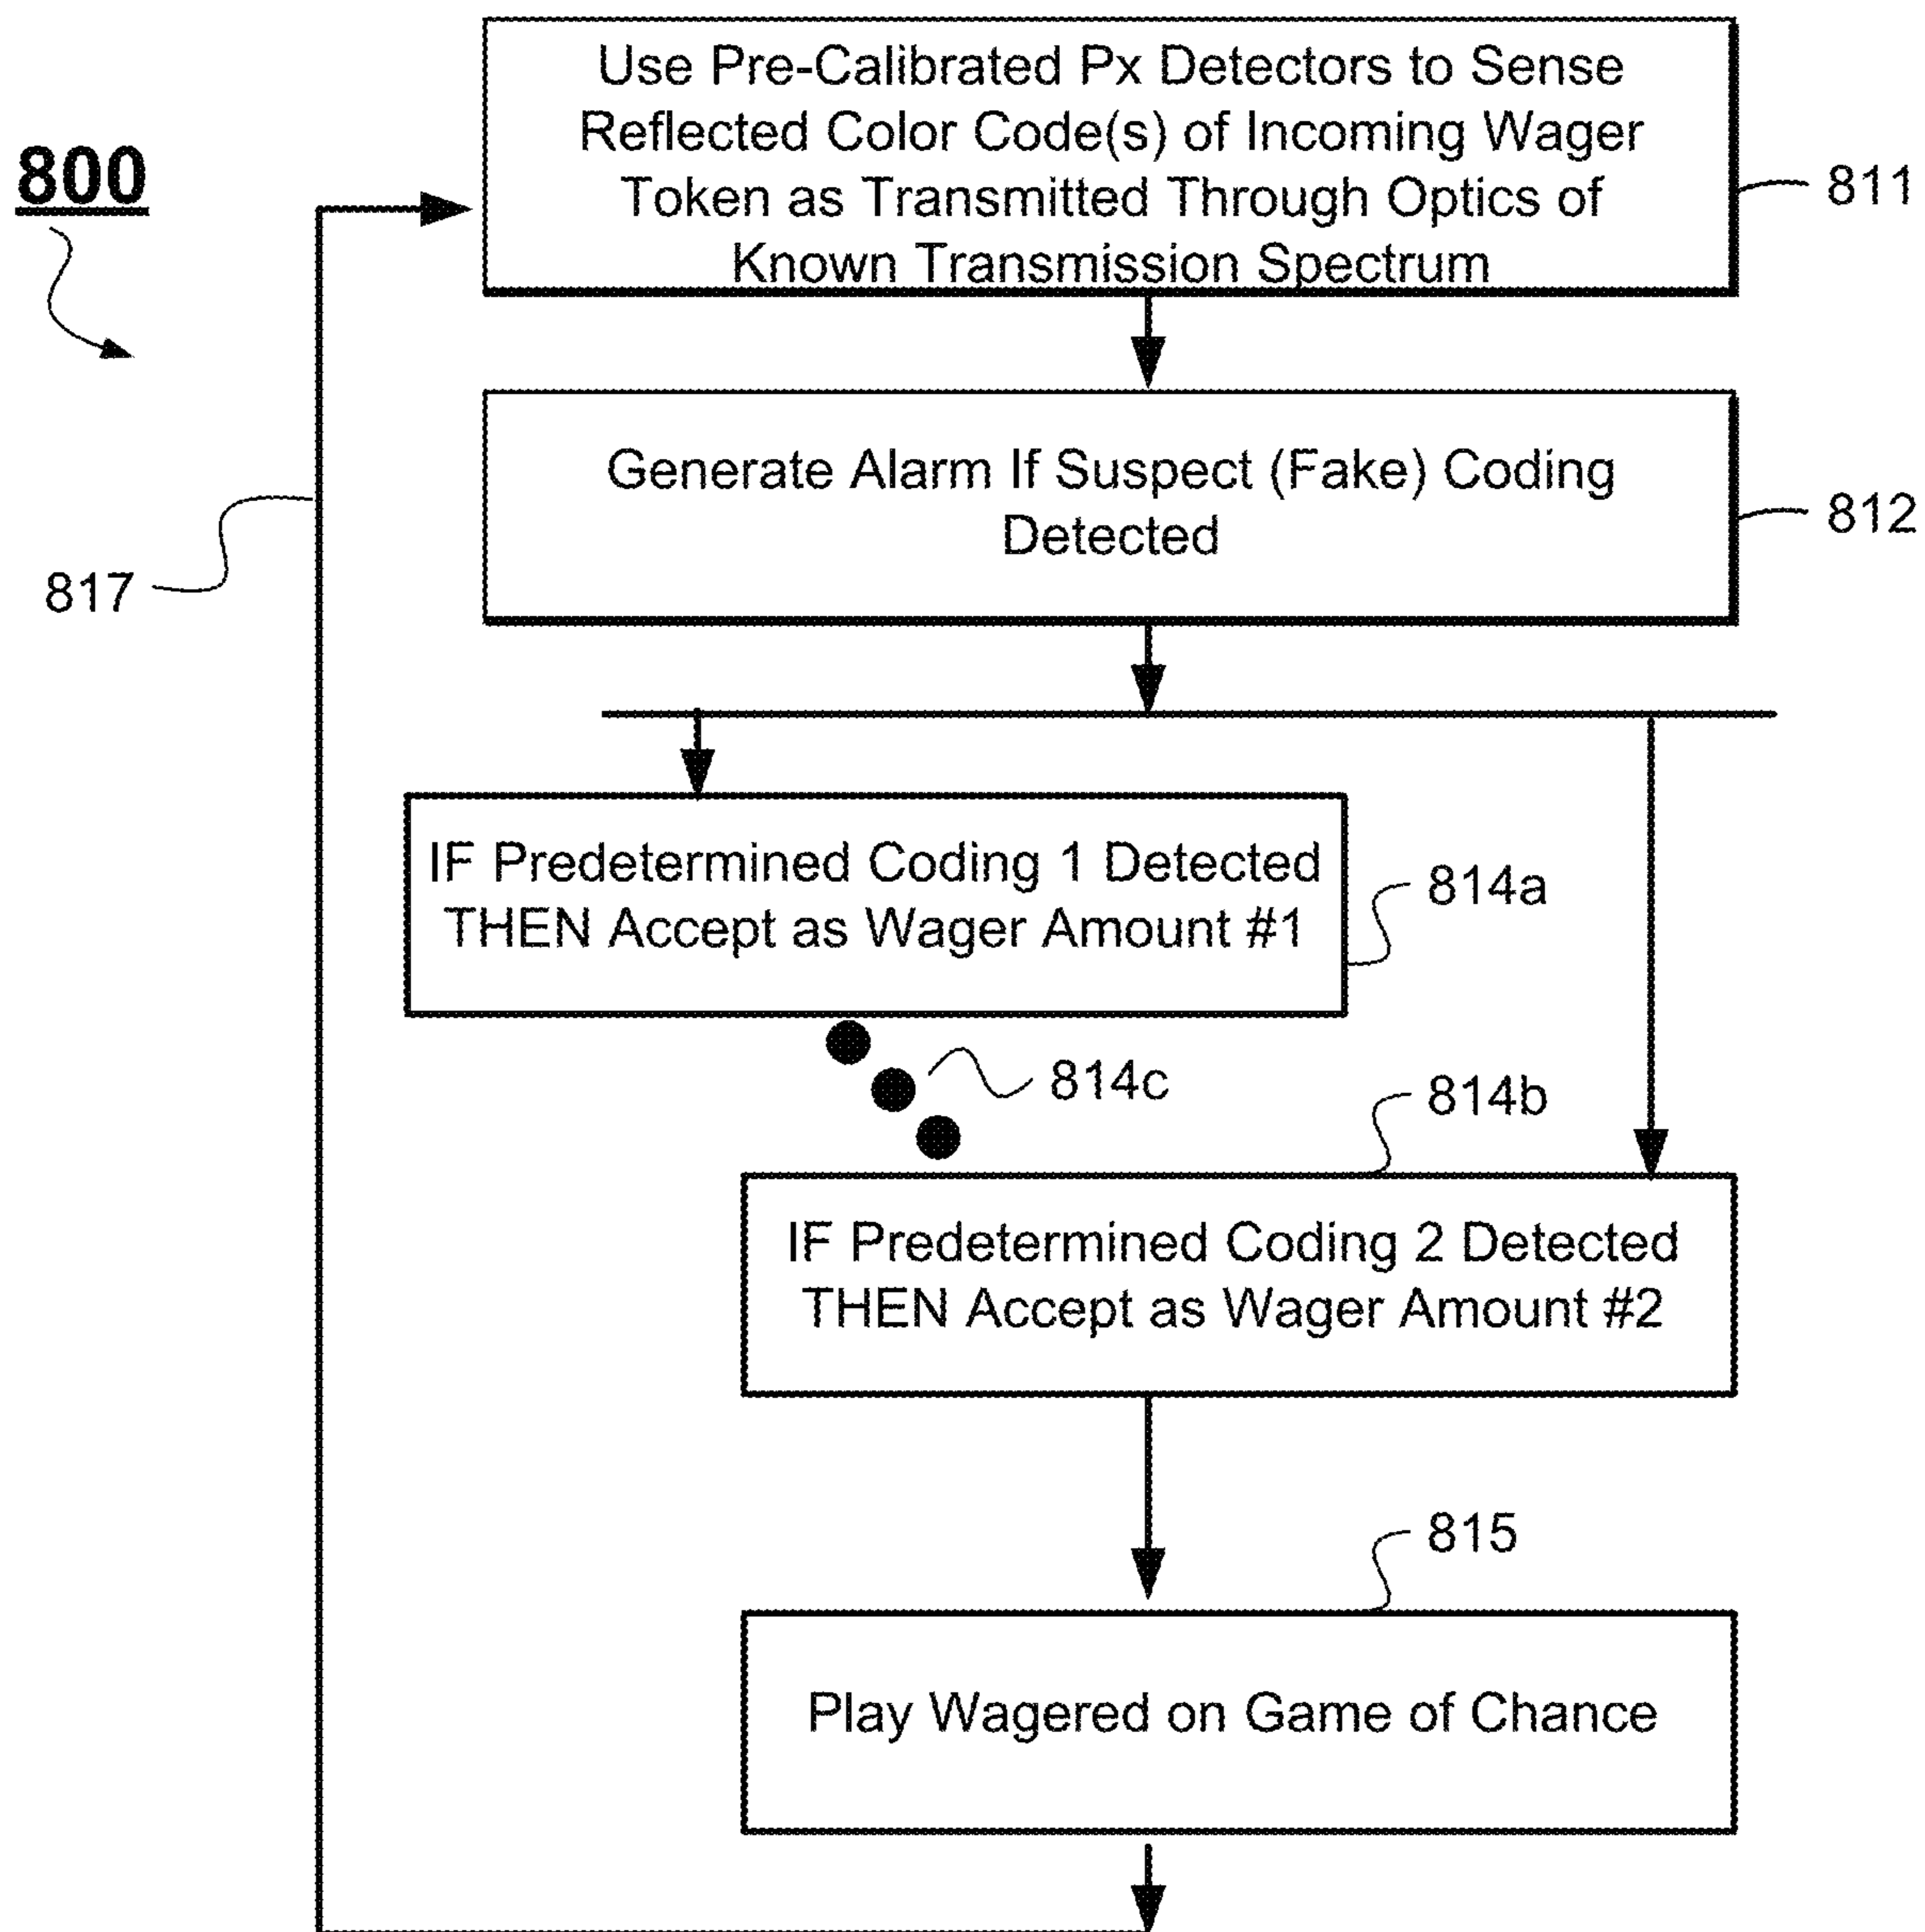 800
Use Pre-Calibrated Px Detectors to Sense
Reflected Color Code(s) of Incoming Wager
Token as Transmitted Through Optics of
Known Transmission Spectrum
811
Generate Alarm If Suspect (Fake) Coding
Detected
812
817
IF Predetermined Coding 1 Detected
THEN Accept as Wager Amount #1
814a
814c
814b
IF Predetermined Coding 2 Detected
THEN Accept as Wager Amount #2
815
Play Wagered on Game of Chance